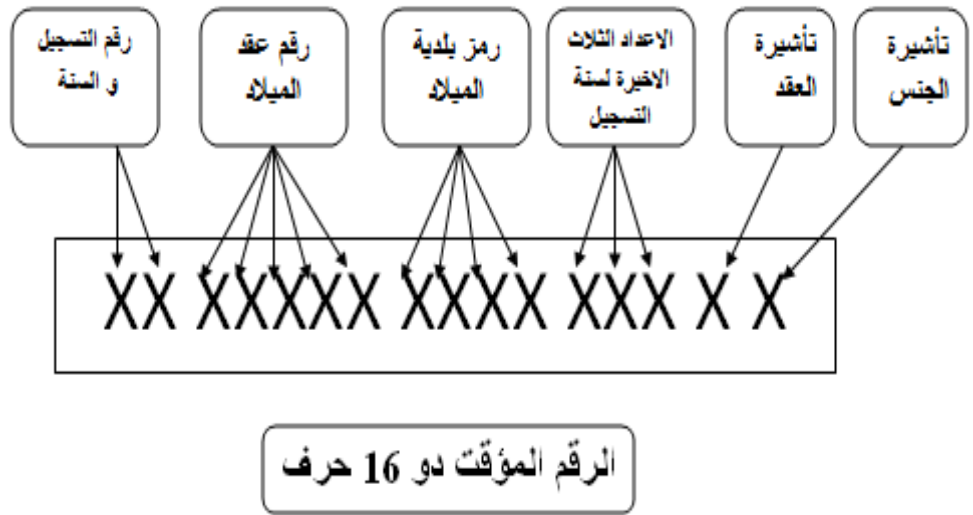 تأشيرة
الجنس
تأشيرة
العقد
الاعداد الثلاث
الاخيرة لسنة
التسجيل
رمز بلدية
الميلاد
رقم عقد
الميلاد
رقم التسجيل
و السنة
XX XXXXX XXXX XXX X X
الرقم المؤقت دو 16 حرف